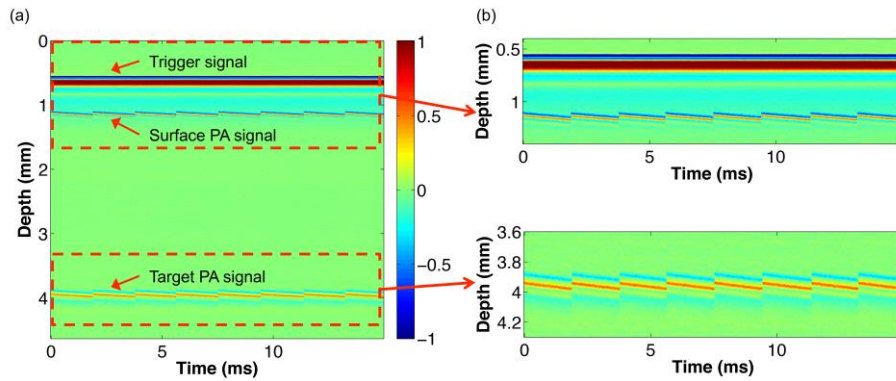 (a)
0
Trigger signal
1
Surface PA signal
2
3
Target PA signal
4
Depth (mm)
0
10
Time (ms)
1
0.5
0
−0.5
−1
(b)
0.5
1
Depth (mm)
0
5
10
Time (ms)
3.6
3.8
4
4.2
Depth (mm)
0
5
10
Time (ms)